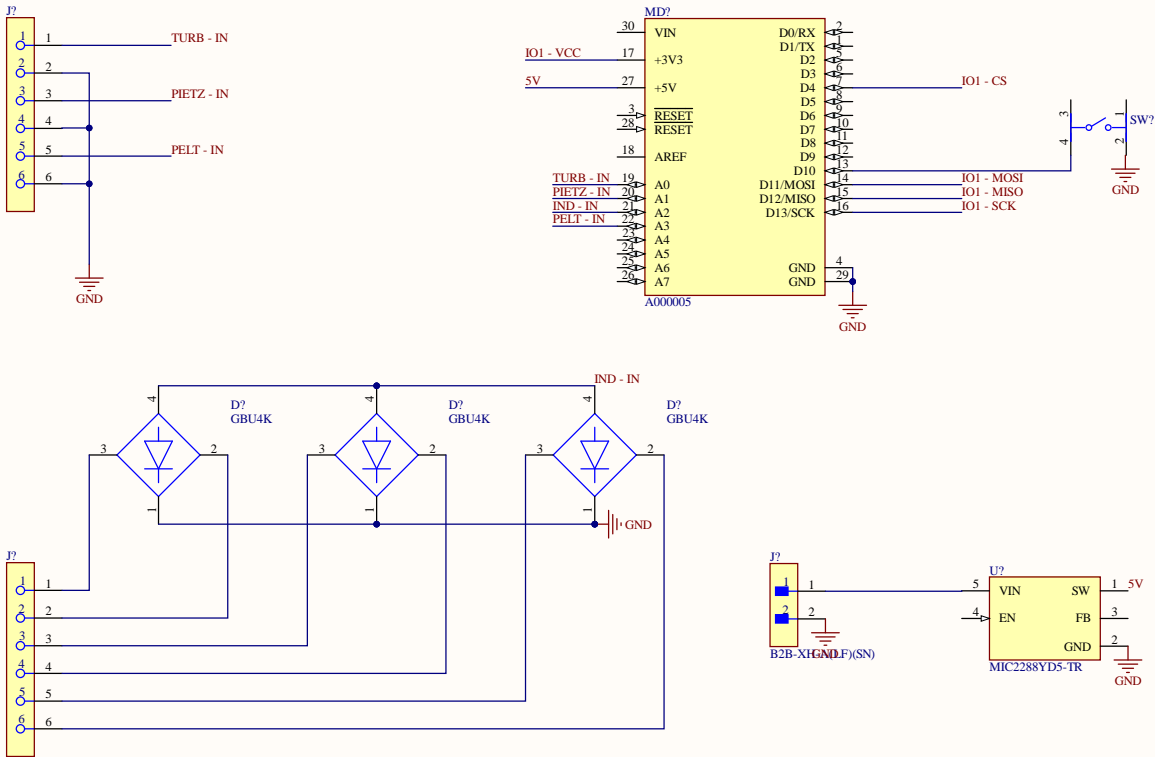 J?
1 1 TURB - IN
2 2
3 3 PIETZ - IN
4 4
5 5 PELT - IN
6 6
GND
MD?
30 VIN D0/RX 2
D1/TX 1
IO1 - VCC 17 +3V3 D2 5
D3 6
5V 27 +5V D4 7 IO1 - CS
D5 8
3 RESET D6 9
28 RESET D7 10
D8 11
18 AREF D9 12
D10 13
TURB - IN 19 A0 D11/MOSI 14 IO1 - MOSI
PIETZ - IN 20 A1 D12/MISO 15 IO1 - MISO
IND - IN 21 A2 D13/SCK 16 IO1 - SCK
PELT - IN 22 A3
23 A4
24 A5
25 A6 GND 4
26 A7 GND 29
A000005
GND
3 1
SW?
4 2
GND
IND - IN
4 4 4
D? D? D?
GBU4K GBU4K GBU4K
3 2 3 2 3 2
1 1 1
GND
J?
1 1
2 2
3 3
4 4
5 5
6 6
J?
1 1
2 2
GND
B2B-XH-A(LF)(SN)
U?
5 VIN SW 1 5V
4 EN FB 3
GND 2
MIC2288YD5-TR
GND